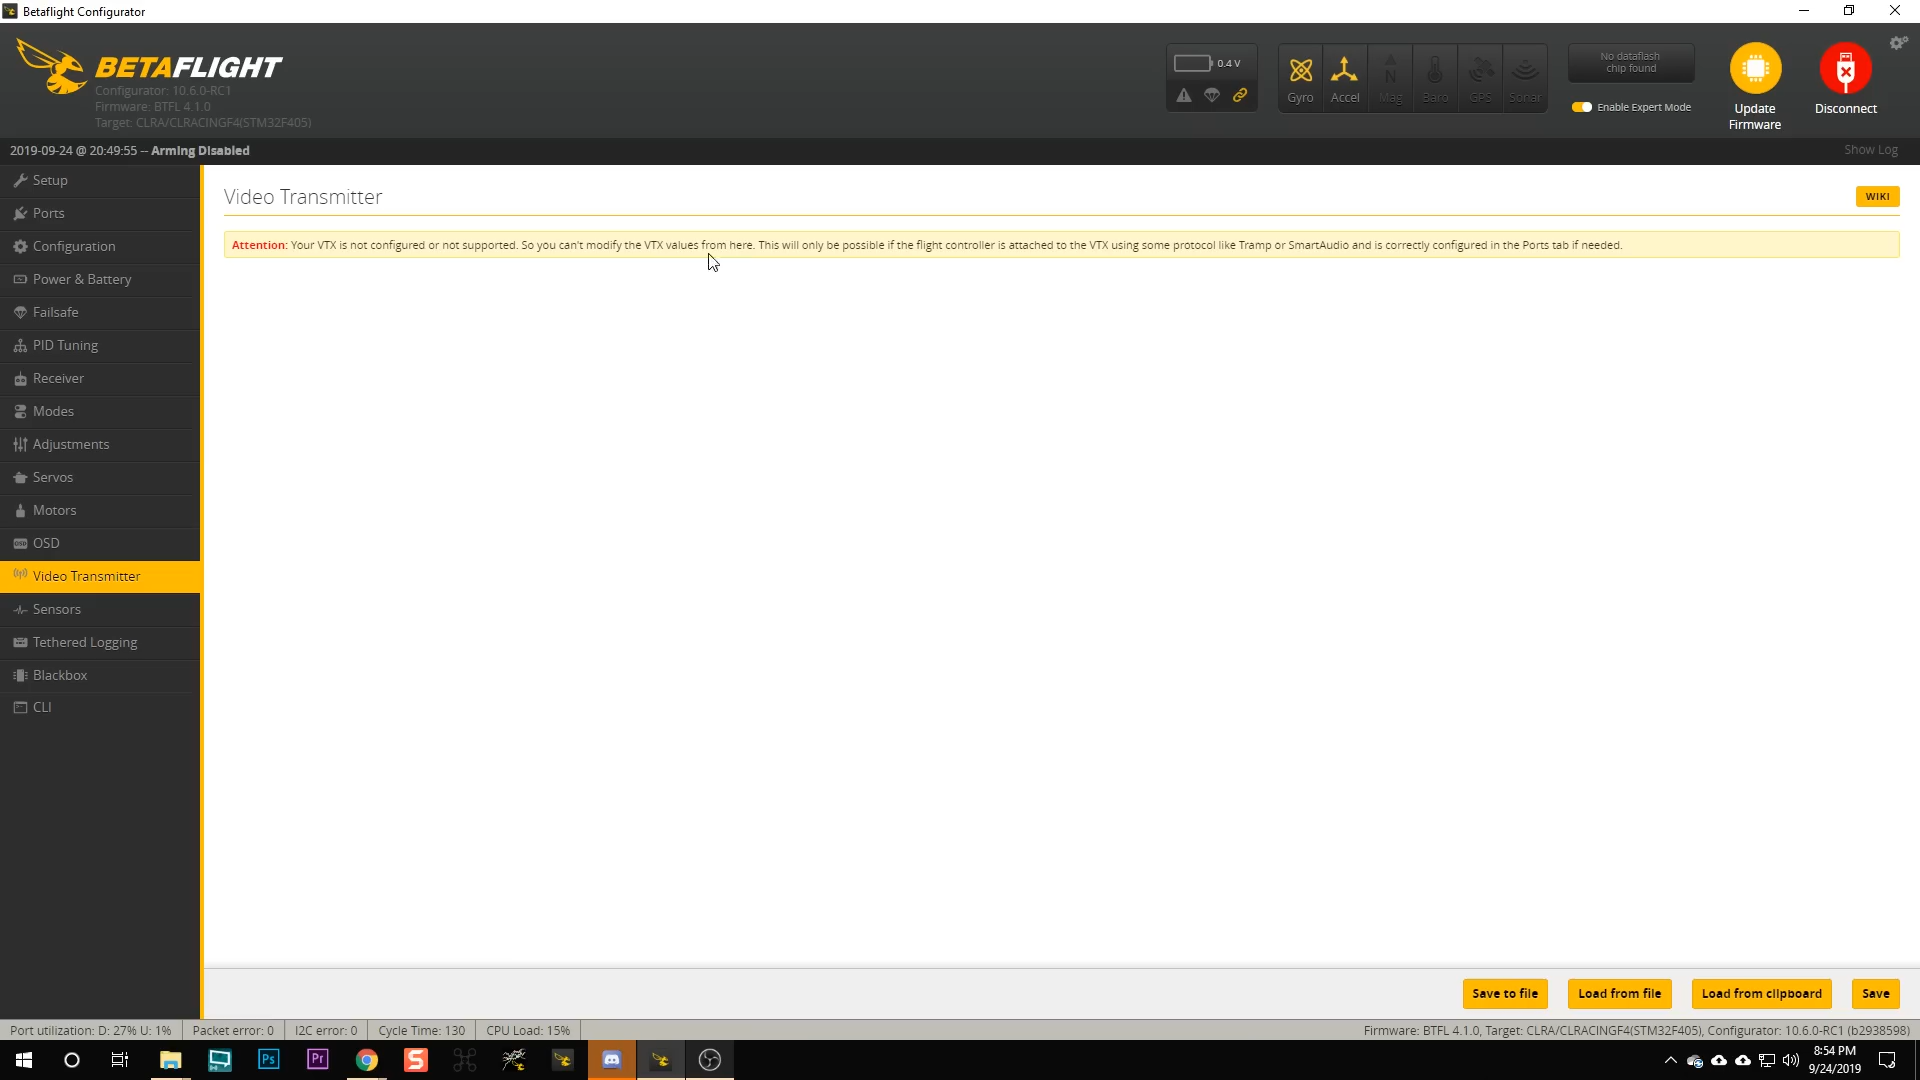 Betaflight Configurator
BETAFLIGHT
Configurator: 10.6.0-RC1
Firmware: BTFL 4.1.0
Target: CLRA/CLRACINGF4(STM32F405)
0.4 V
Gyro
Accel
Mag
Baro
GPS
Sonar
No dataflash
chip found
Enable Expert Mode
Update
Firmware
Disconnect
2019-09-24 @ 20:49:55 -- Arming Disabled
Show Log
Setup
Ports
Configuration
Power & Battery
Failsafe
PID Tuning
Receiver
Modes
Adjustments
Servos
Motors
OSD
Video Transmitter
Sensors
Tethered Logging
Blackbox
CLI
Video Transmitter
WIKI
Attention: Your VTX is not configured or not supported. So you can't modify the VTX values from here. This will only be possible if the flight controller is attached to the VTX using some protocol like Tramp or SmartAudio and is correctly configured in the Ports tab if needed.
Save to file
Load from file
Load from clipboard
Save
Port utilization: D: 27% U: 1%
Packet error: 0
I2C error: 0
Cycle Time: 130
CPU Load: 15%
Firmware: BTFL 4.1.0, Target: CLRA/CLRACINGF4(STM32F405), Configurator: 10.6.0-RC1 (b2938598)
Ps
Pr
S
8:54 PM
9/24/2019